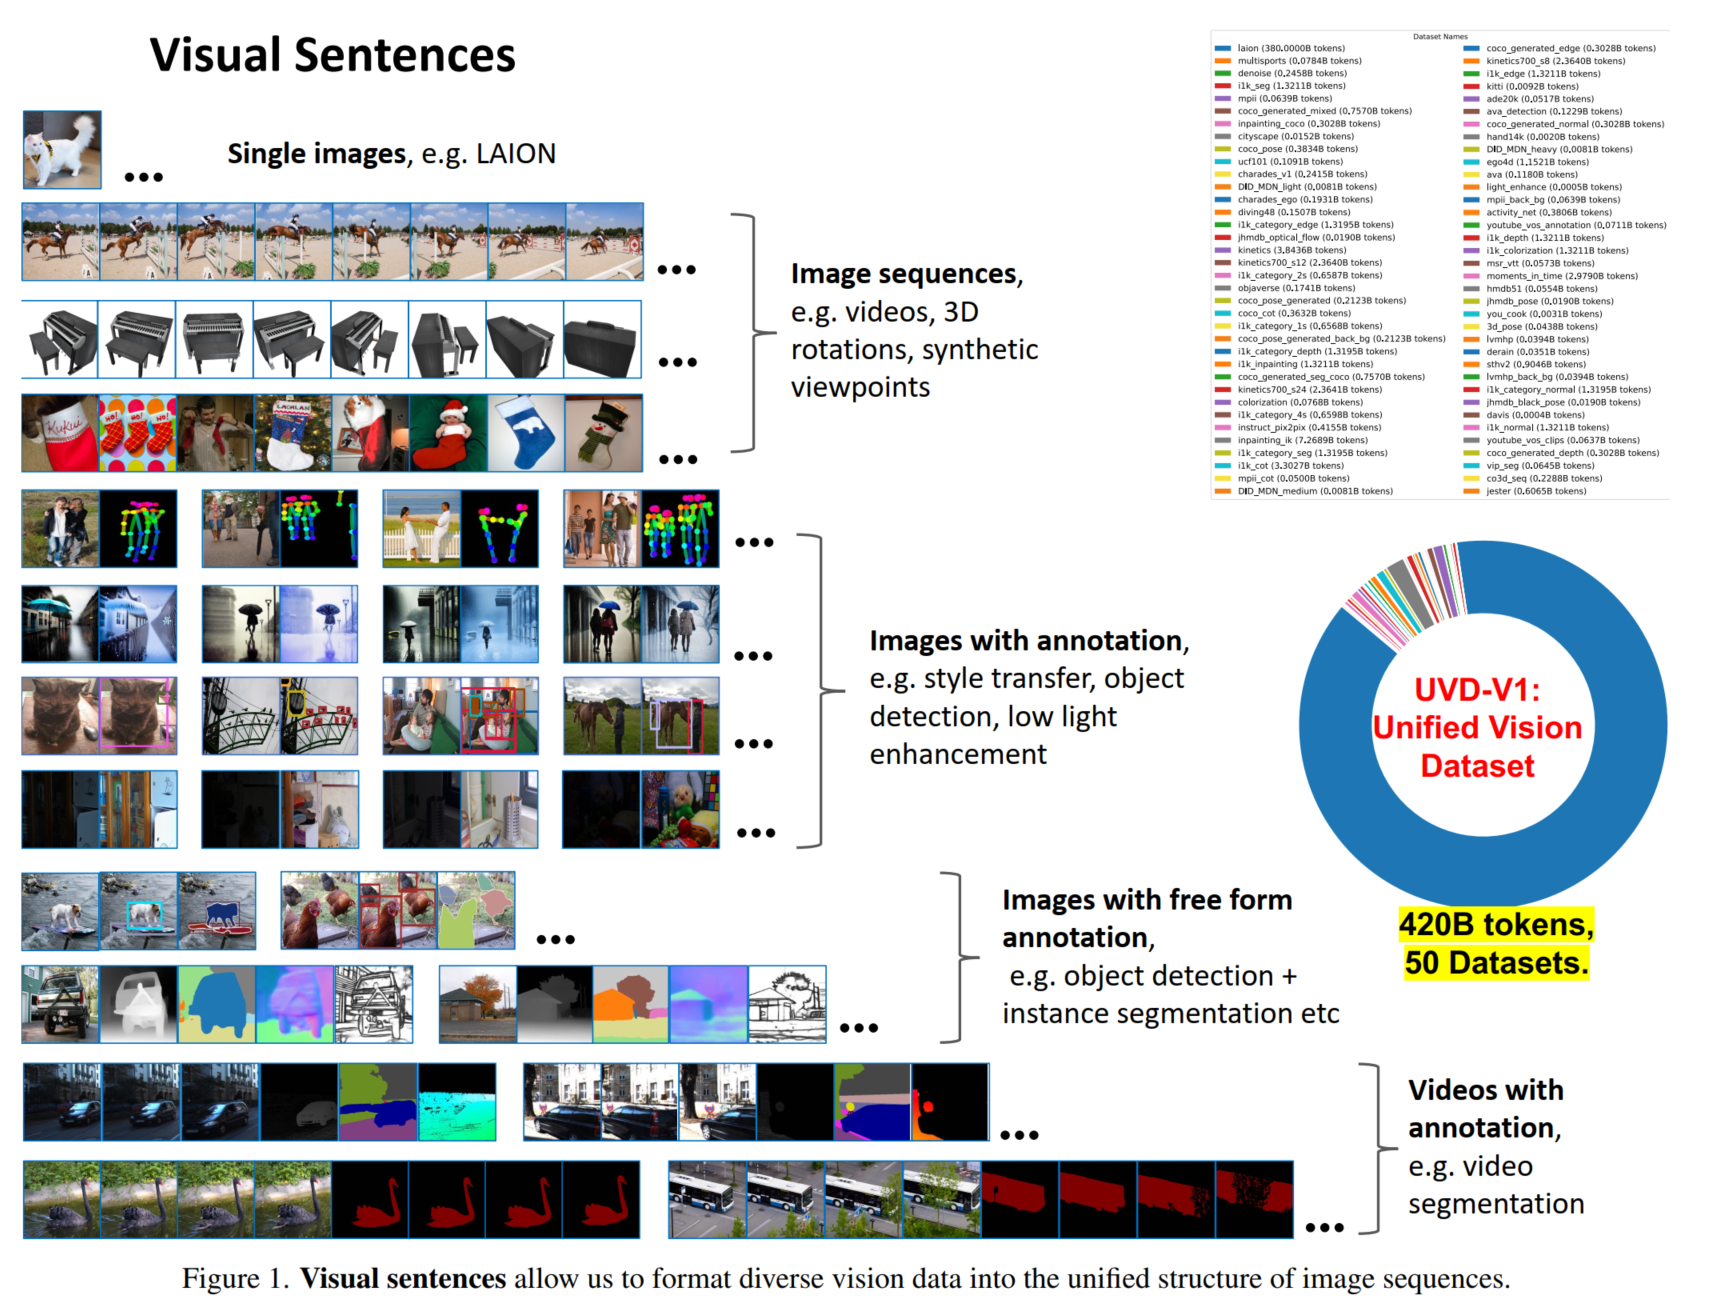 Visual Sentences
Single images, e.g. LAION
Image sequences,
e.g. videos, 3D
rotations, synthetic
viewpoints
Images with annotation,
e.g. style transfer, object
detection, low light
enhancement
Images with free form
annotation,
e.g. object detection +
instance segmentation etc
Videos with
annotation,
e.g. video
segmentation
Dataset Names
laion (380.0000B tokens)
multisports (0.0784B tokens)
denoise (0.2458B tokens)
i1k_seg (1.3211B tokens)
mpii (0.0639B tokens)
coco_generated_mixed (0.7570B tokens)
inpainting_coco (0.3028B tokens)
cityscape (0.0152B tokens)
coco_pose (0.3834B tokens)
ucf101 (0.1091B tokens)
charades_v1 (0.2415B tokens)
DID_MDN_light (0.0081B tokens)
charades_ego (0.1931B tokens)
diving48 (0.1507B tokens)
i1k_category_edge (1.3195B tokens)
jhmdb_optical_flow (0.0190B tokens)
kinetics (3.8436B tokens)
kinetics700_s12 (2.3640B tokens)
i1k_category_2s (0.6587B tokens)
objaverse (0.1741B tokens)
coco_pose_generated (0.2123B tokens)
coco_cot (0.3632B tokens)
i1k_category_1s (0.6568B tokens)
coco_pose_generated_back_bg (0.2123B tokens)
i1k_category_depth (1.3195B tokens)
i1k_inpainting (1.3211B tokens)
coco_generated_seg_coco (0.7570B tokens)
kinetics700_s24 (2.3641B tokens)
colorization (0.0768B tokens)
i1k_category_4s (0.6598B tokens)
instruct_pix2pix (0.4155B tokens)
inpainting_ik (7.2689B tokens)
i1k_category_seg (1.3195B tokens)
i1k_cot (3.3027B tokens)
mpii_cot (0.0500B tokens)
DID_MDN_medium (0.0081B tokens)
coco_generated_edge (0.3028B tokens)
kinetics700_s8 (2.3640B tokens)
i1k_edge (1.3211B tokens)
kitti (0.0092B tokens)
ade20k (0.0517B tokens)
ava_detection (0.1229B tokens)
coco_generated_normal (0.3028B tokens)
hand14k (0.0020B tokens)
DID_MDN_heavy (0.0081B tokens)
ego4d (1.1521B tokens)
ava (0.1180B tokens)
light_enhance (0.0005B tokens)
mpii_back_bg (0.0639B tokens)
activity_net (0.3806B tokens)
youtube_vos_annotation (0.0711B tokens)
i1k_depth (1.3211B tokens)
i1k_colorization (1.3211B tokens)
msr_vtt (0.0573B tokens)
moments_in_time (2.9790B tokens)
hmdb51 (0.0554B tokens)
jhmdb_pose (0.0190B tokens)
you_cook (0.0031B tokens)
3d_pose (0.0438B tokens)
lvmhp (0.0394B tokens)
derain (0.0351B tokens)
sthv2 (0.9046B tokens)
lvmhp_back_bg (0.0394B tokens)
i1k_category_normal (1.3195B tokens)
jhmdb_black_pose (0.0190B tokens)
davis (0.0004B tokens)
i1k_normal (1.3211B tokens)
youtube_vos_clips (0.0637B tokens)
coco_generated_depth (0.3028B tokens)
vip_seg (0.0645B tokens)
co3d_seq (0.2288B tokens)
jester (0.6065B tokens)
UVD-V1:
Unified Vision
Dataset
420B tokens,
50 Datasets.
Kukui
HO! HO! HO!
LACHLAN
Figure 1. Visual sentences allow us to format diverse vision data into the unified structure of image sequences.